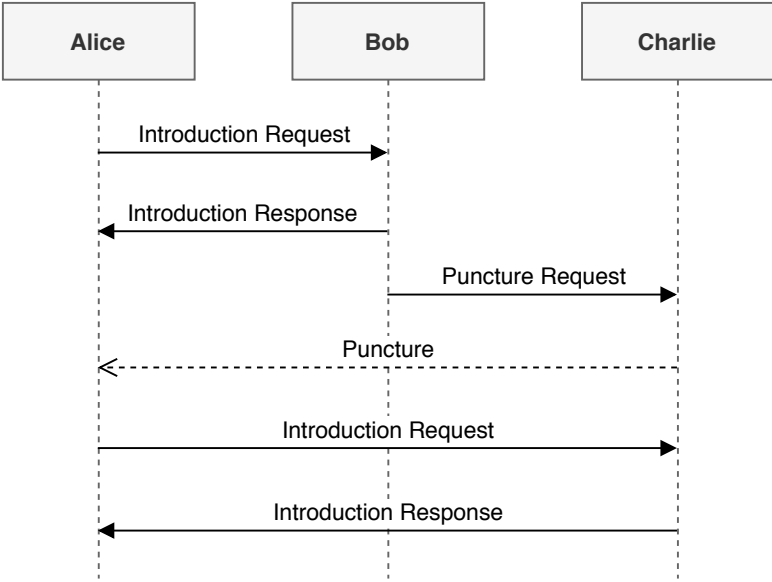 Alice
Bob
Charlie
Introduction Request
Introduction Response
Puncture Request
Puncture
Introduction Request
Introduction Response